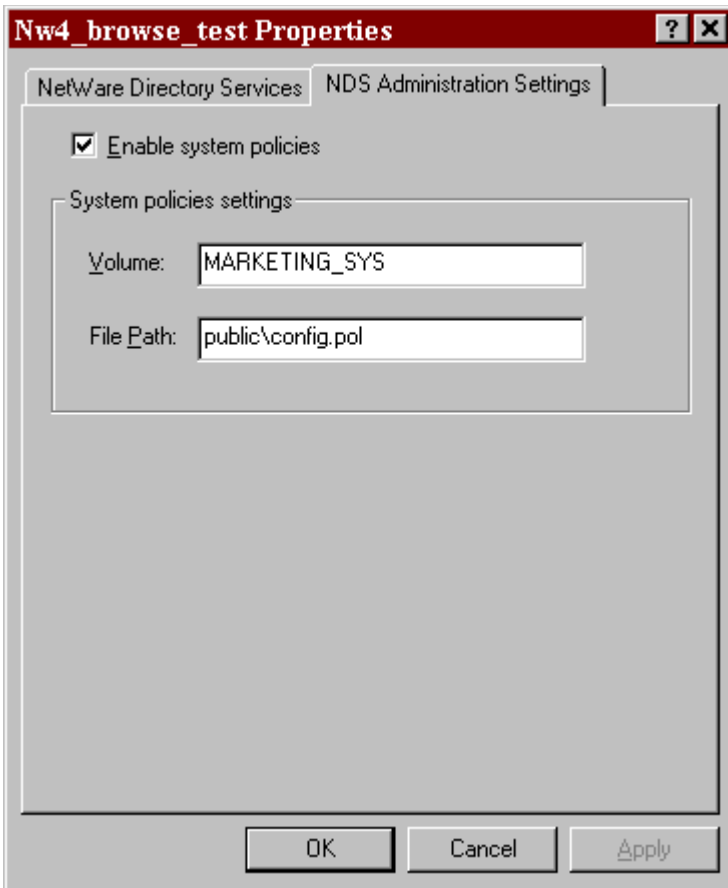 Nw4_browse_test Properties
NetWare Directory Services
NDS Administration Settings
Enable system policies
System policies settings
Volume: MARKETING_SYS
File Path: public\config.pol
OK Cancel Apply